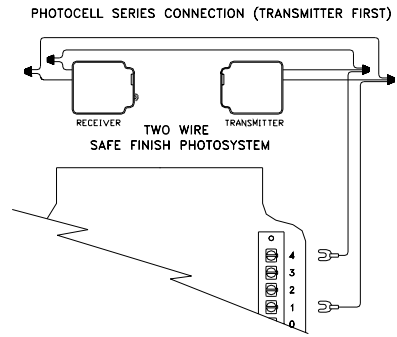 PHOTOCELL SERIES CONNECTION (TRANSMITTER FIRST)
RECEIVER
TRANSMITTER
TWO WIRE
SAFE FINISH PHOTOSYSTEM
4
3
2
1
0